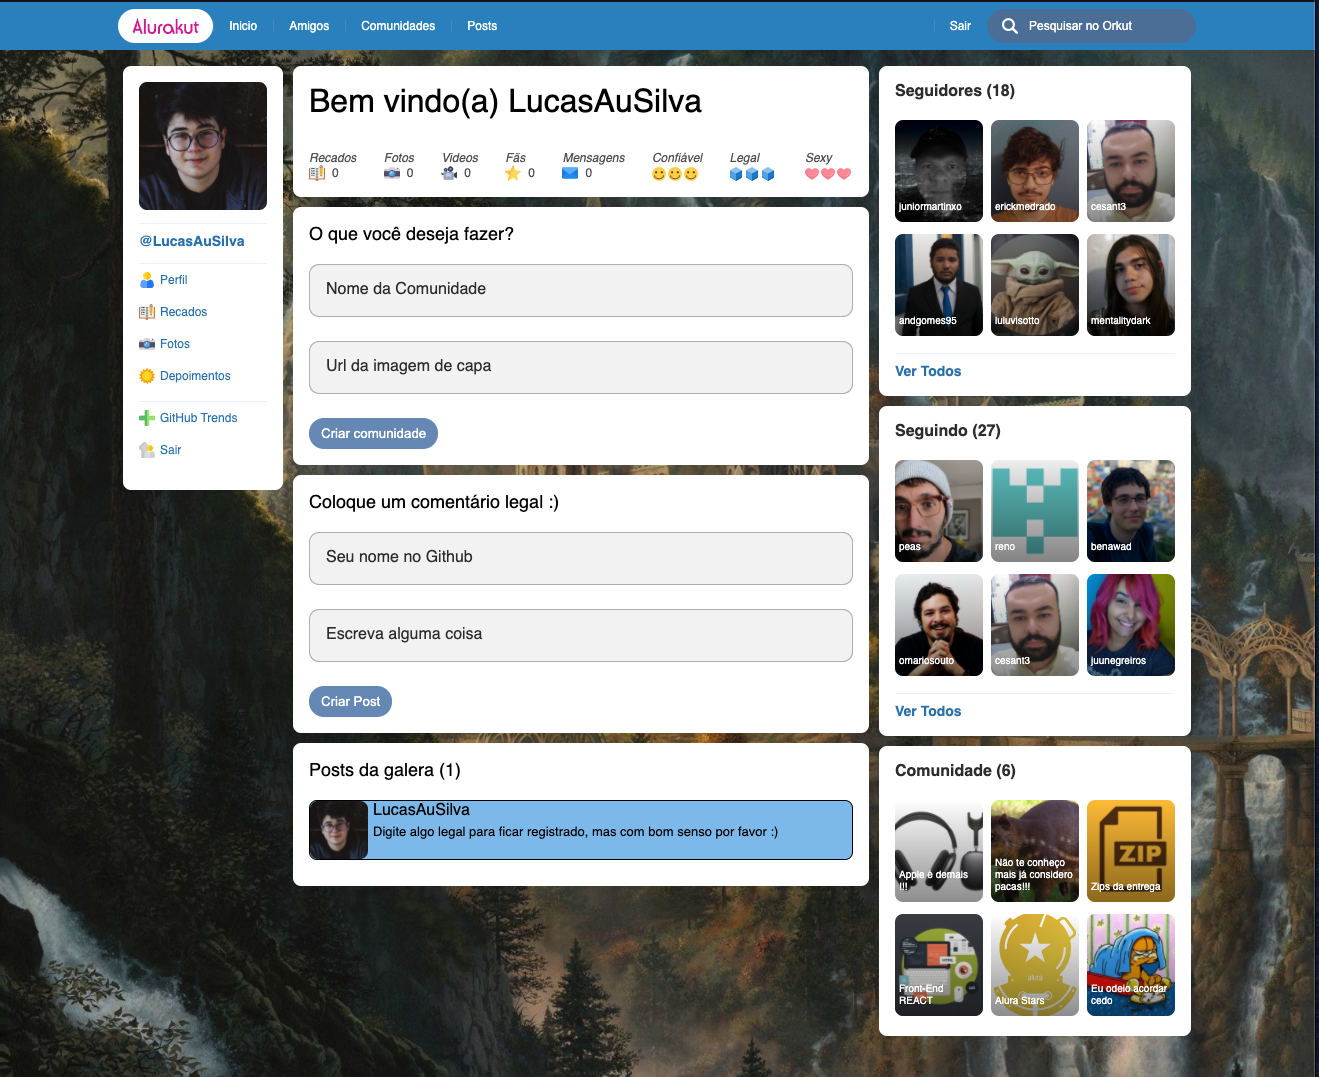 Alurakut
Inicio
Amigos
Comunidades
Posts
Sair
Pesquisar no Orkut
@LucasAuSilva
Perfil
Recados
Fotos
Depoimentos
GitHub Trends
Sair
Bem vindo(a) LucasAuSilva
Recados
0
Fotos
0
Videos
0
Fãs
0
Mensagens
0
Confiável
Legal
Sexy
O que você deseja fazer?
Nome da Comunidade
Url da imagem de capa
Criar comunidade
Coloque um comentário legal :)
Seu nome no Github
Escreva alguma coisa
Criar Post
Posts da galera (1)
LucasAuSilva
Digite algo legal para ficar registrado, mas com bom senso por favor :)
Seguidores (18)
juniormartinxo
erickmedrado
cesant3
andgomes95
luluvisotto
mentalitydark
Ver Todos
Seguindo (27)
peas
reno
benawad
omariosouto
cesant3
juunegreiros
Ver Todos
Comunidade (6)
Apple é demais
!!!
Não te conheço
mais já considero
pacas!!!
ZIP
Zips da entrega
HTML
Front-End
REACT
Alura Stars
Eu odeio acordar
cedo